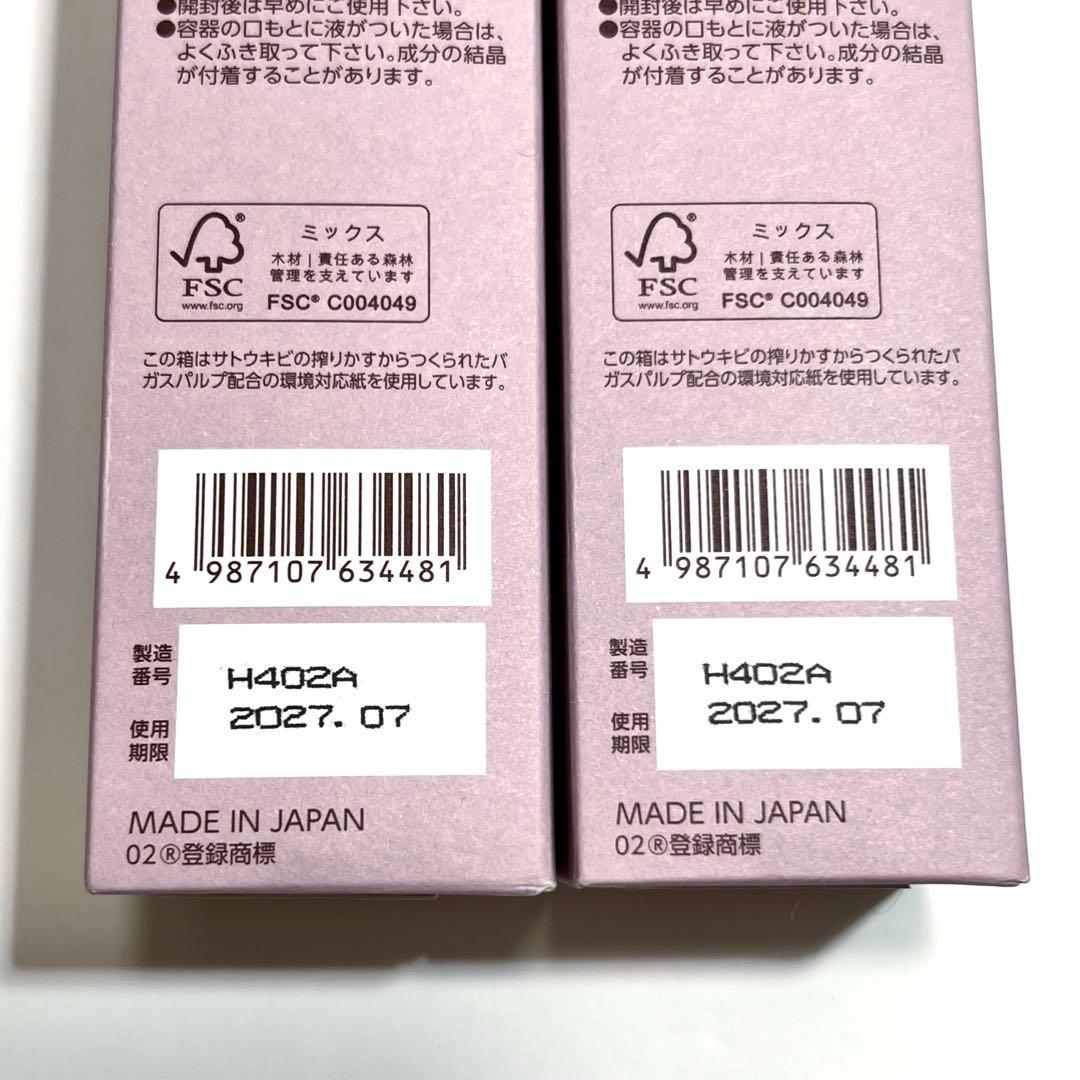 ●開封後は早めにご使用下さい。
●容器の口もとに液がついた場合は、
よくふき取って下さい。成分の結晶
が付着することがあります。
FSC®
www.fsc.org
ミックス
木材｜責任ある森林
管理を支えています
FSC® C004049
この箱はサトウキビの搾りかすからつくられたバ
ガスパルプ配合の環境対応紙を使用しています。
4 987107 634481
製造
番号
H402A
使用
期限
2027.07
MADE IN JAPAN
02®登録商標
●開封後は早めにご使用下さい。
●容器の口もとに液がついた場合は、
よくふき取って下さい。成分の結晶
が付着することがあります。
FSC®
www.fsc.org
ミックス
木材｜責任ある森林
管理を支えています
FSC® C004049
この箱はサトウキビの搾りかすからつくられたバ
ガスパルプ配合の環境対応紙を使用しています。
4 987107 634481
製造
番号
H402A
使用
期限
2027.07
MADE IN JAPAN
02®登録商標